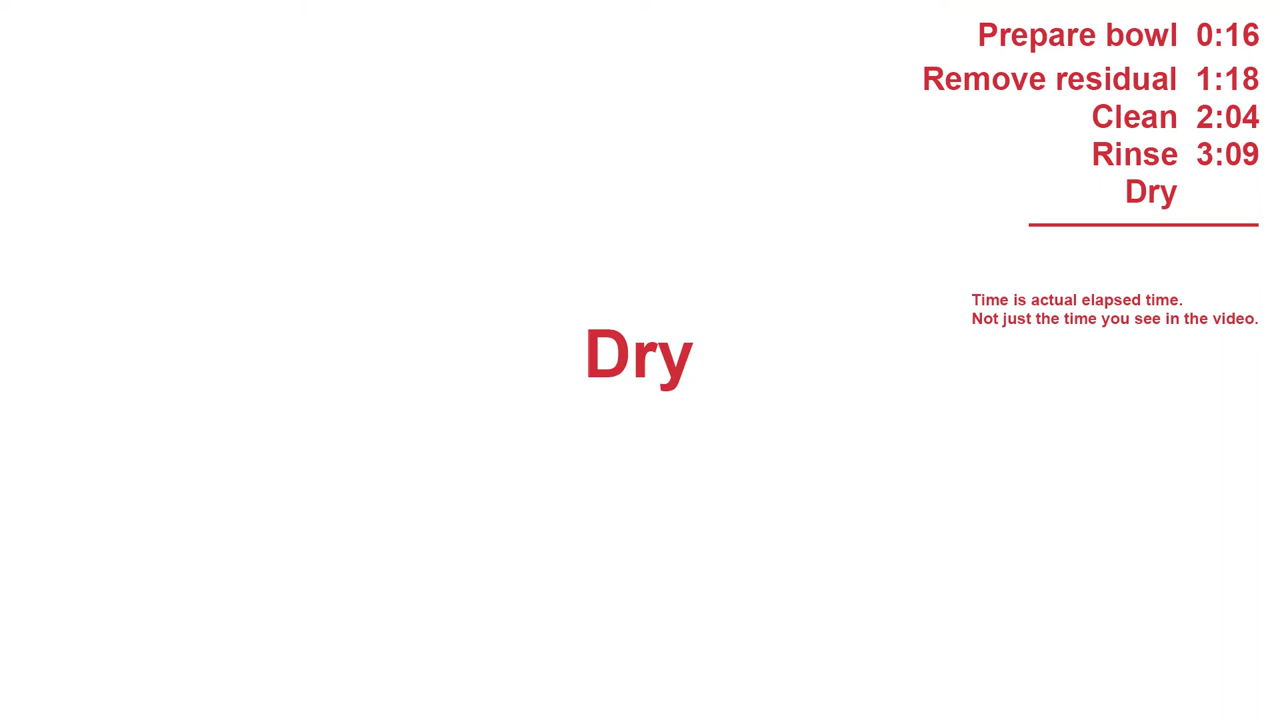 Prepare bowl 0:16
Remove residual 1:18
Clean 2:04
Rinse 3:09
Dry
Time is actual elapsed time.
Not just the time you see in the video.
Dry